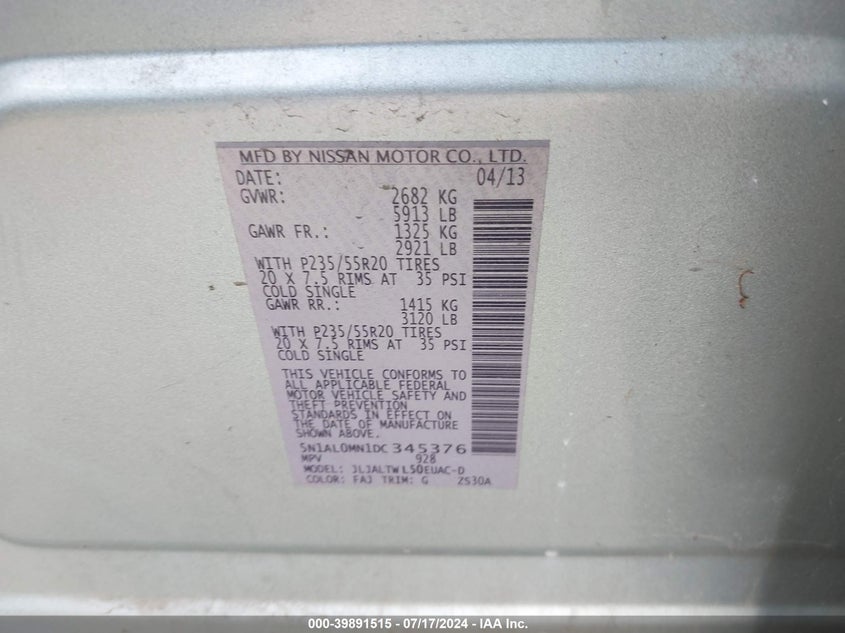 MFD BY NISSAN MOTOR CO., LTD.
DATE: 04/13
GVWR: 2682 KG
5913 LB
GAWR FR.: 1325 KG
2921 LB
WITH P235/55R20 TIRES
20 X 7.5 RIMS AT 35 PSI
COLD SINGLE
GAWR RR.: 1415 KG
3120 LB
WITH P235/55R20 TIRES
20 X 7.5 RIMS AT 35 PSI
COLD SINGLE
THIS VEHICLE CONFORMS TO
ALL APPLICABLE FEDERAL
MOTOR VEHICLE SAFETY AND
THEFT PREVENTION
STANDARDS IN EFFECT ON
THE DATE OF MANUFACTURE
SHOWN ABOVE.
5N1AL0MN1DC345376
MPV 928
MODEL: JLJALTWL50EUAC-D
COLOR: FAJ TRIM: G ZS30A
000-39891515 - 07/17/2024 - IAA Inc.